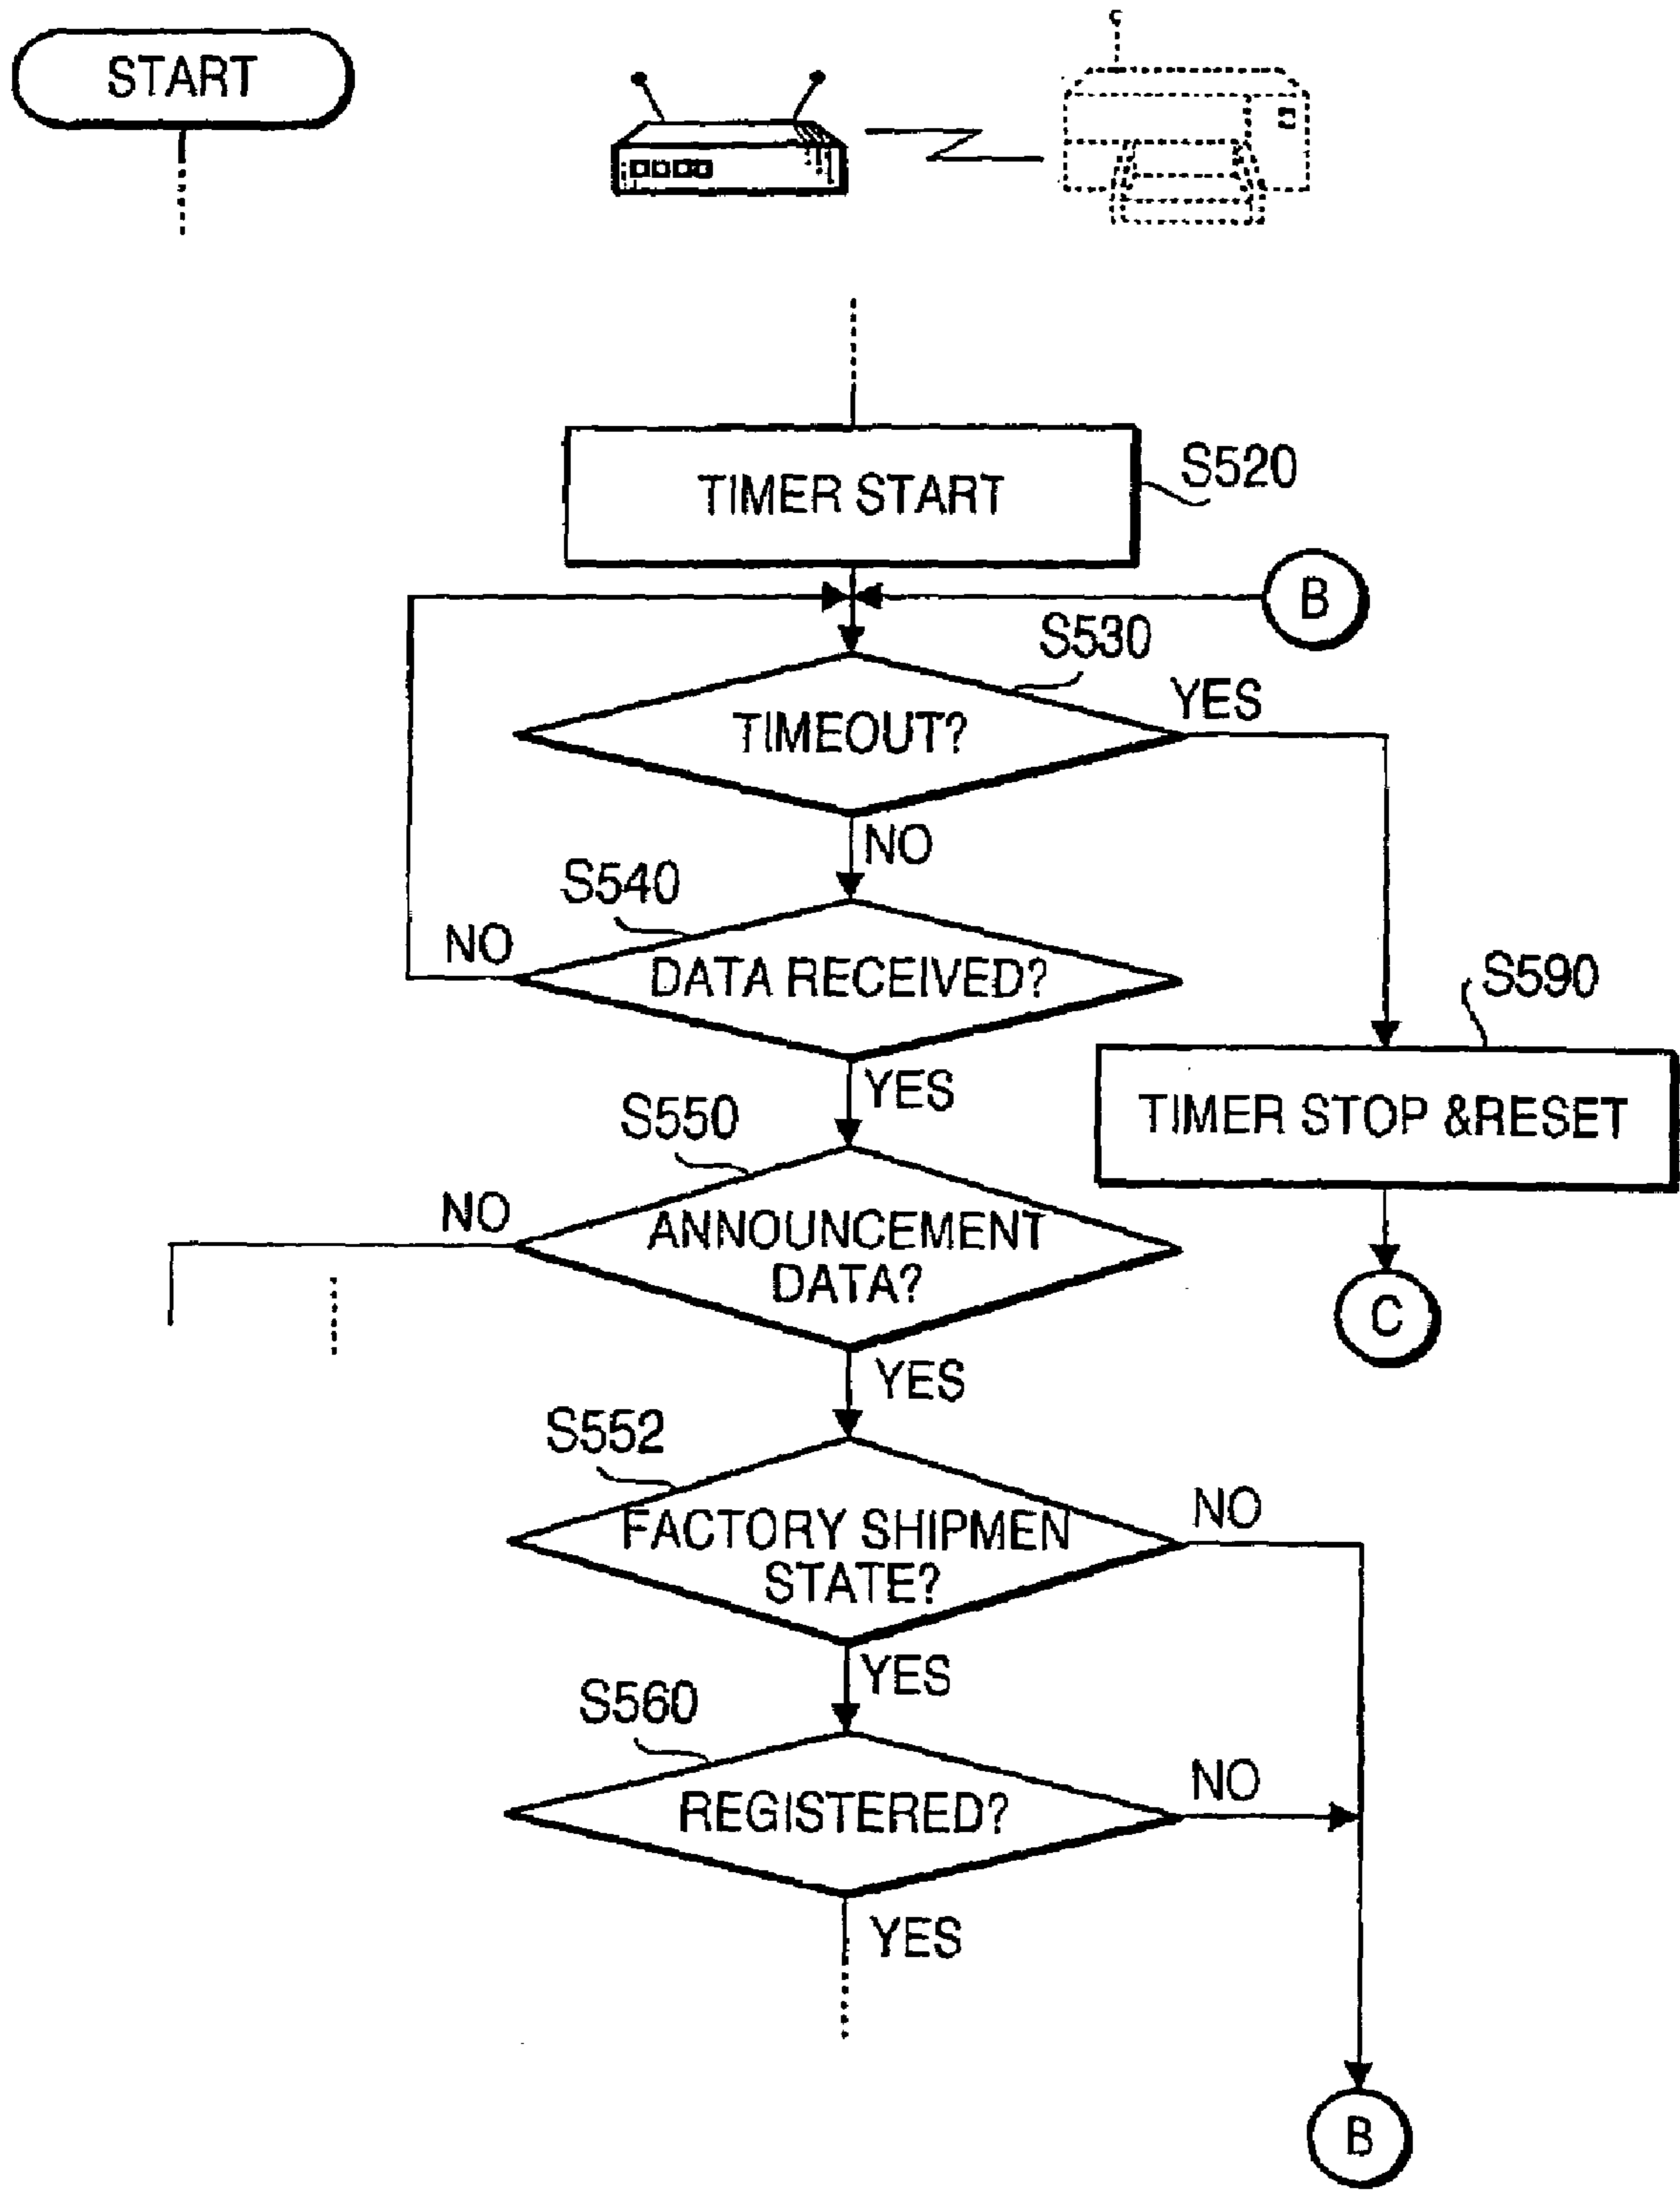 START
TIMER START
S520
B
S530
TIMEOUT?
YES
NO
S540
NO
DATA RECEIVED?
YES
S590
TIMER STOP &RESET
C
S550
NO
ANNOUNCEMENT
DATA?
YES
S552
FACTORY SHIPMEN
STATE?
NO
YES
S560
REGISTERED?
NO
YES
B